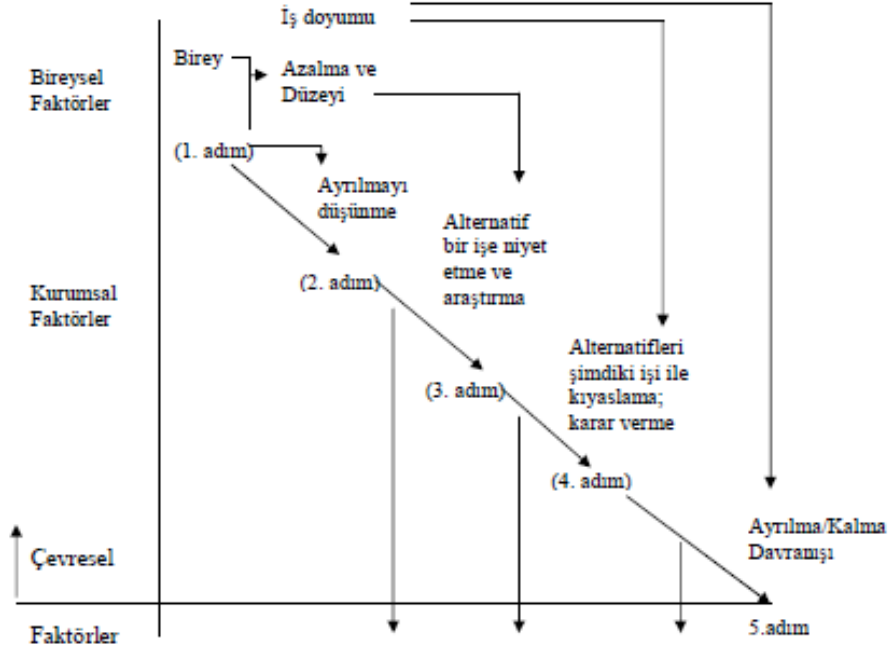 İş doyumu
Birey
Azalma ve
Düzeyi
Bireysel
Faktörler
(1. adım)
Ayrılmayı
düşünme
Alternatif
bir işe niyet
etme ve
araştırma
(2. adım)
Kurumsal
Faktörler
Alternatifleri
şimdiki işi ile
kıyaslama;
karar verme
(3. adım)
(4. adım)
Ayrılma/Kalma
Davranışı
Çevresel
Faktörler
5.adım